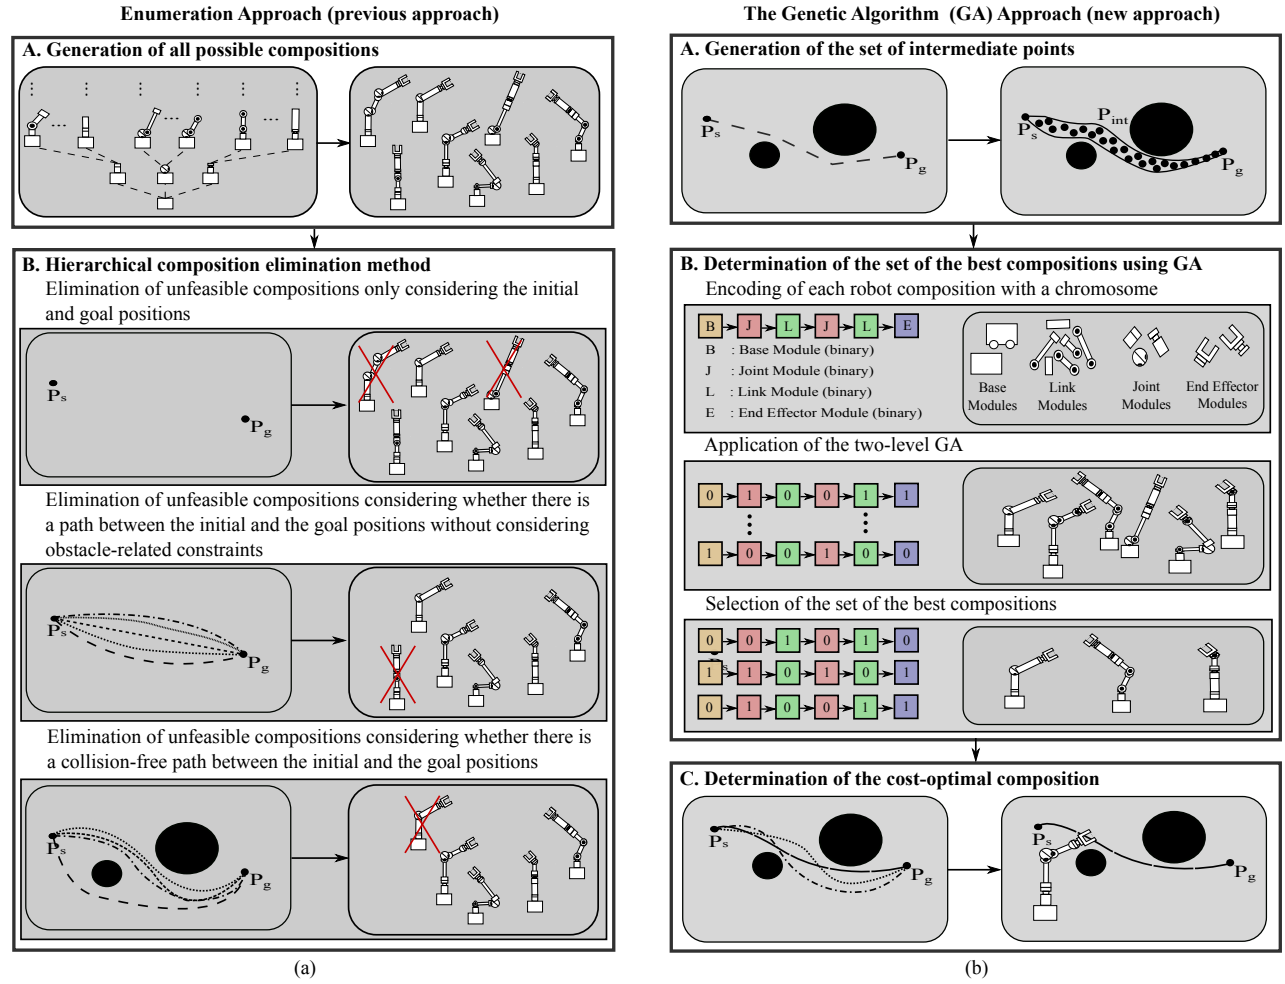 Enumeration Approach (previous approach)
A. Generation of all possible compositions
B. Hierarchical composition elimination method
Elimination of unfeasible compositions only considering the initial
and goal positions
Ps
Pg
Elimination of unfeasible compositions considering whether there is
a path between the initial and the goal positions without considering
obstacle-related constraints
Ps
Pg
Elimination of unfeasible compositions considering whether there is
a collision-free path between the initial and the goal positions
Ps
Pg
(a)
The Genetic Algorithm (GA) Approach (new approach)
A. Generation of the set of intermediate points
Ps
Pg
Ps
Pint
Pg
B. Determination of the set of the best compositions using GA
Encoding of each robot composition with a chromosome
B J L J L E
B : Base Module (binary)
J : Joint Module (binary)
L : Link Module (binary)
E : End Effector Module (binary)
Base
Modules
Link
Modules
Joint
Modules
End Effector
Modules
Application of the two-level GA
0 1 0 0 1 1
1 0 0 1 0 0
Selection of the set of the best compositions
0 0 1 0 1 0
s
1 1 0 1 0 1
0 1 0 0 1 1
C. Determination of the cost-optimal composition
Ps
Pg
Ps
Pg
(b)